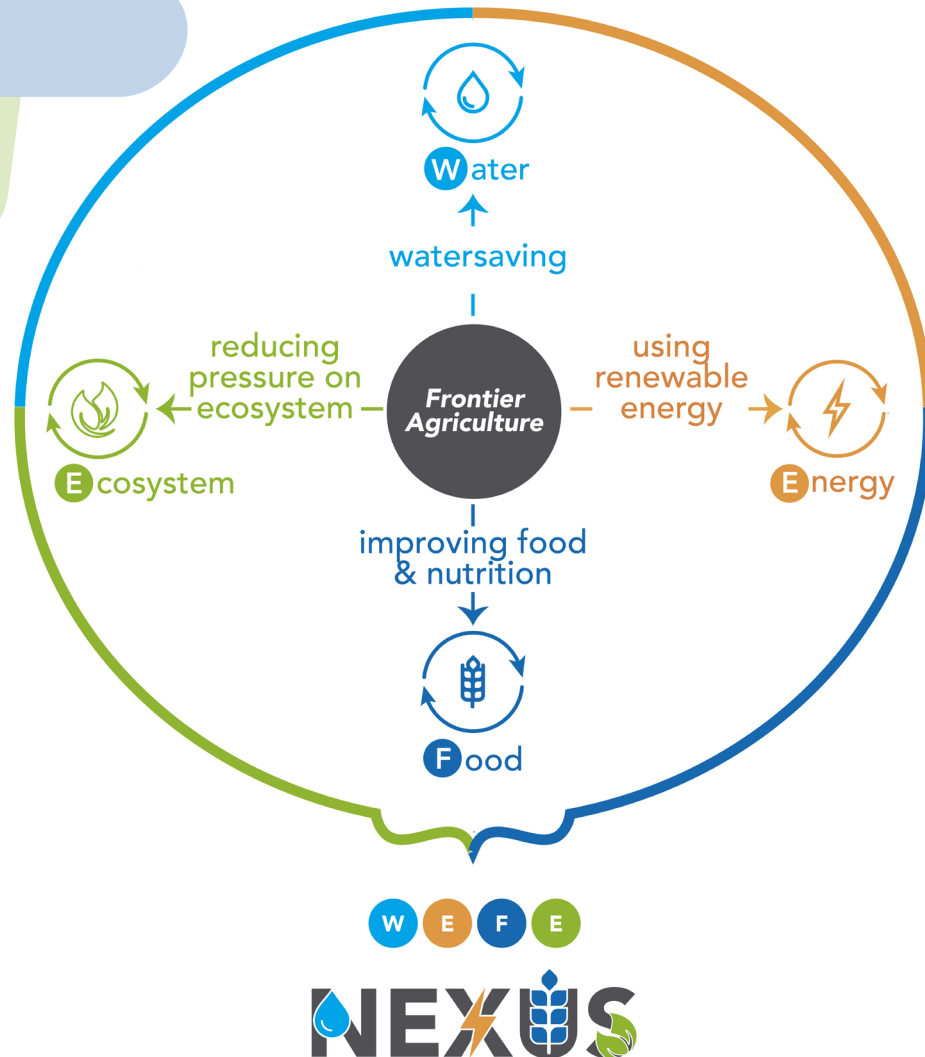 Water
watersaving
reducing
pressure on
ecosystem
Ecosystem
Frontier
Agriculture
using
renewable
energy
Energy
improving food
& nutrition
Food
W E F E
NEXUS